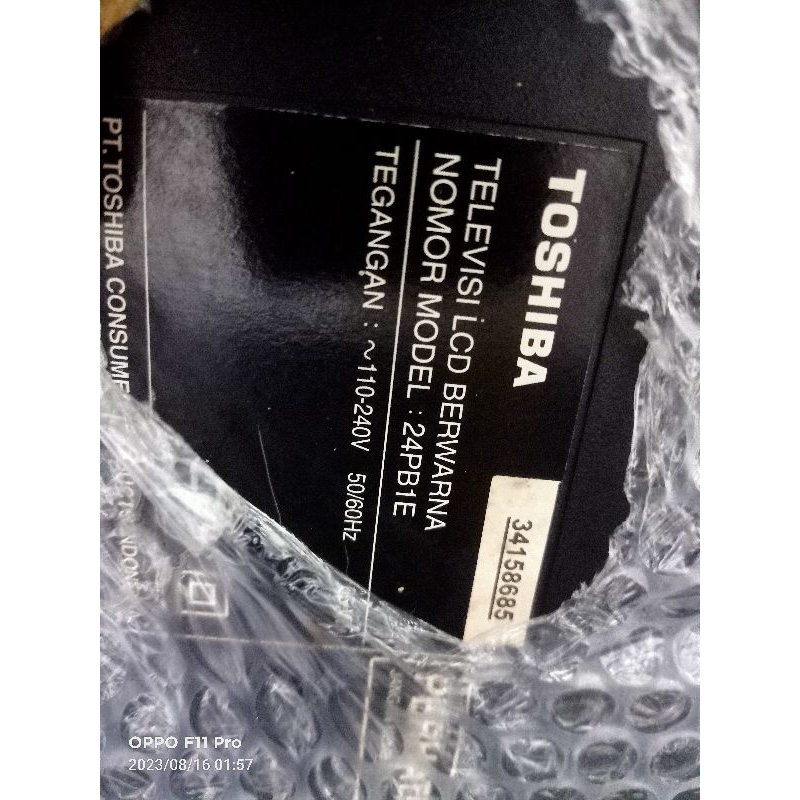 TOSHIBA
34158685
TELEVISI LCD BERWARNA
NOMOR MODEL : 24PB1E
TEGANGAN : ~110-240V 50/60Hz
PT. TOSHIBA CONSUME
OPPO F11 Pro
2023/08/16 01:57